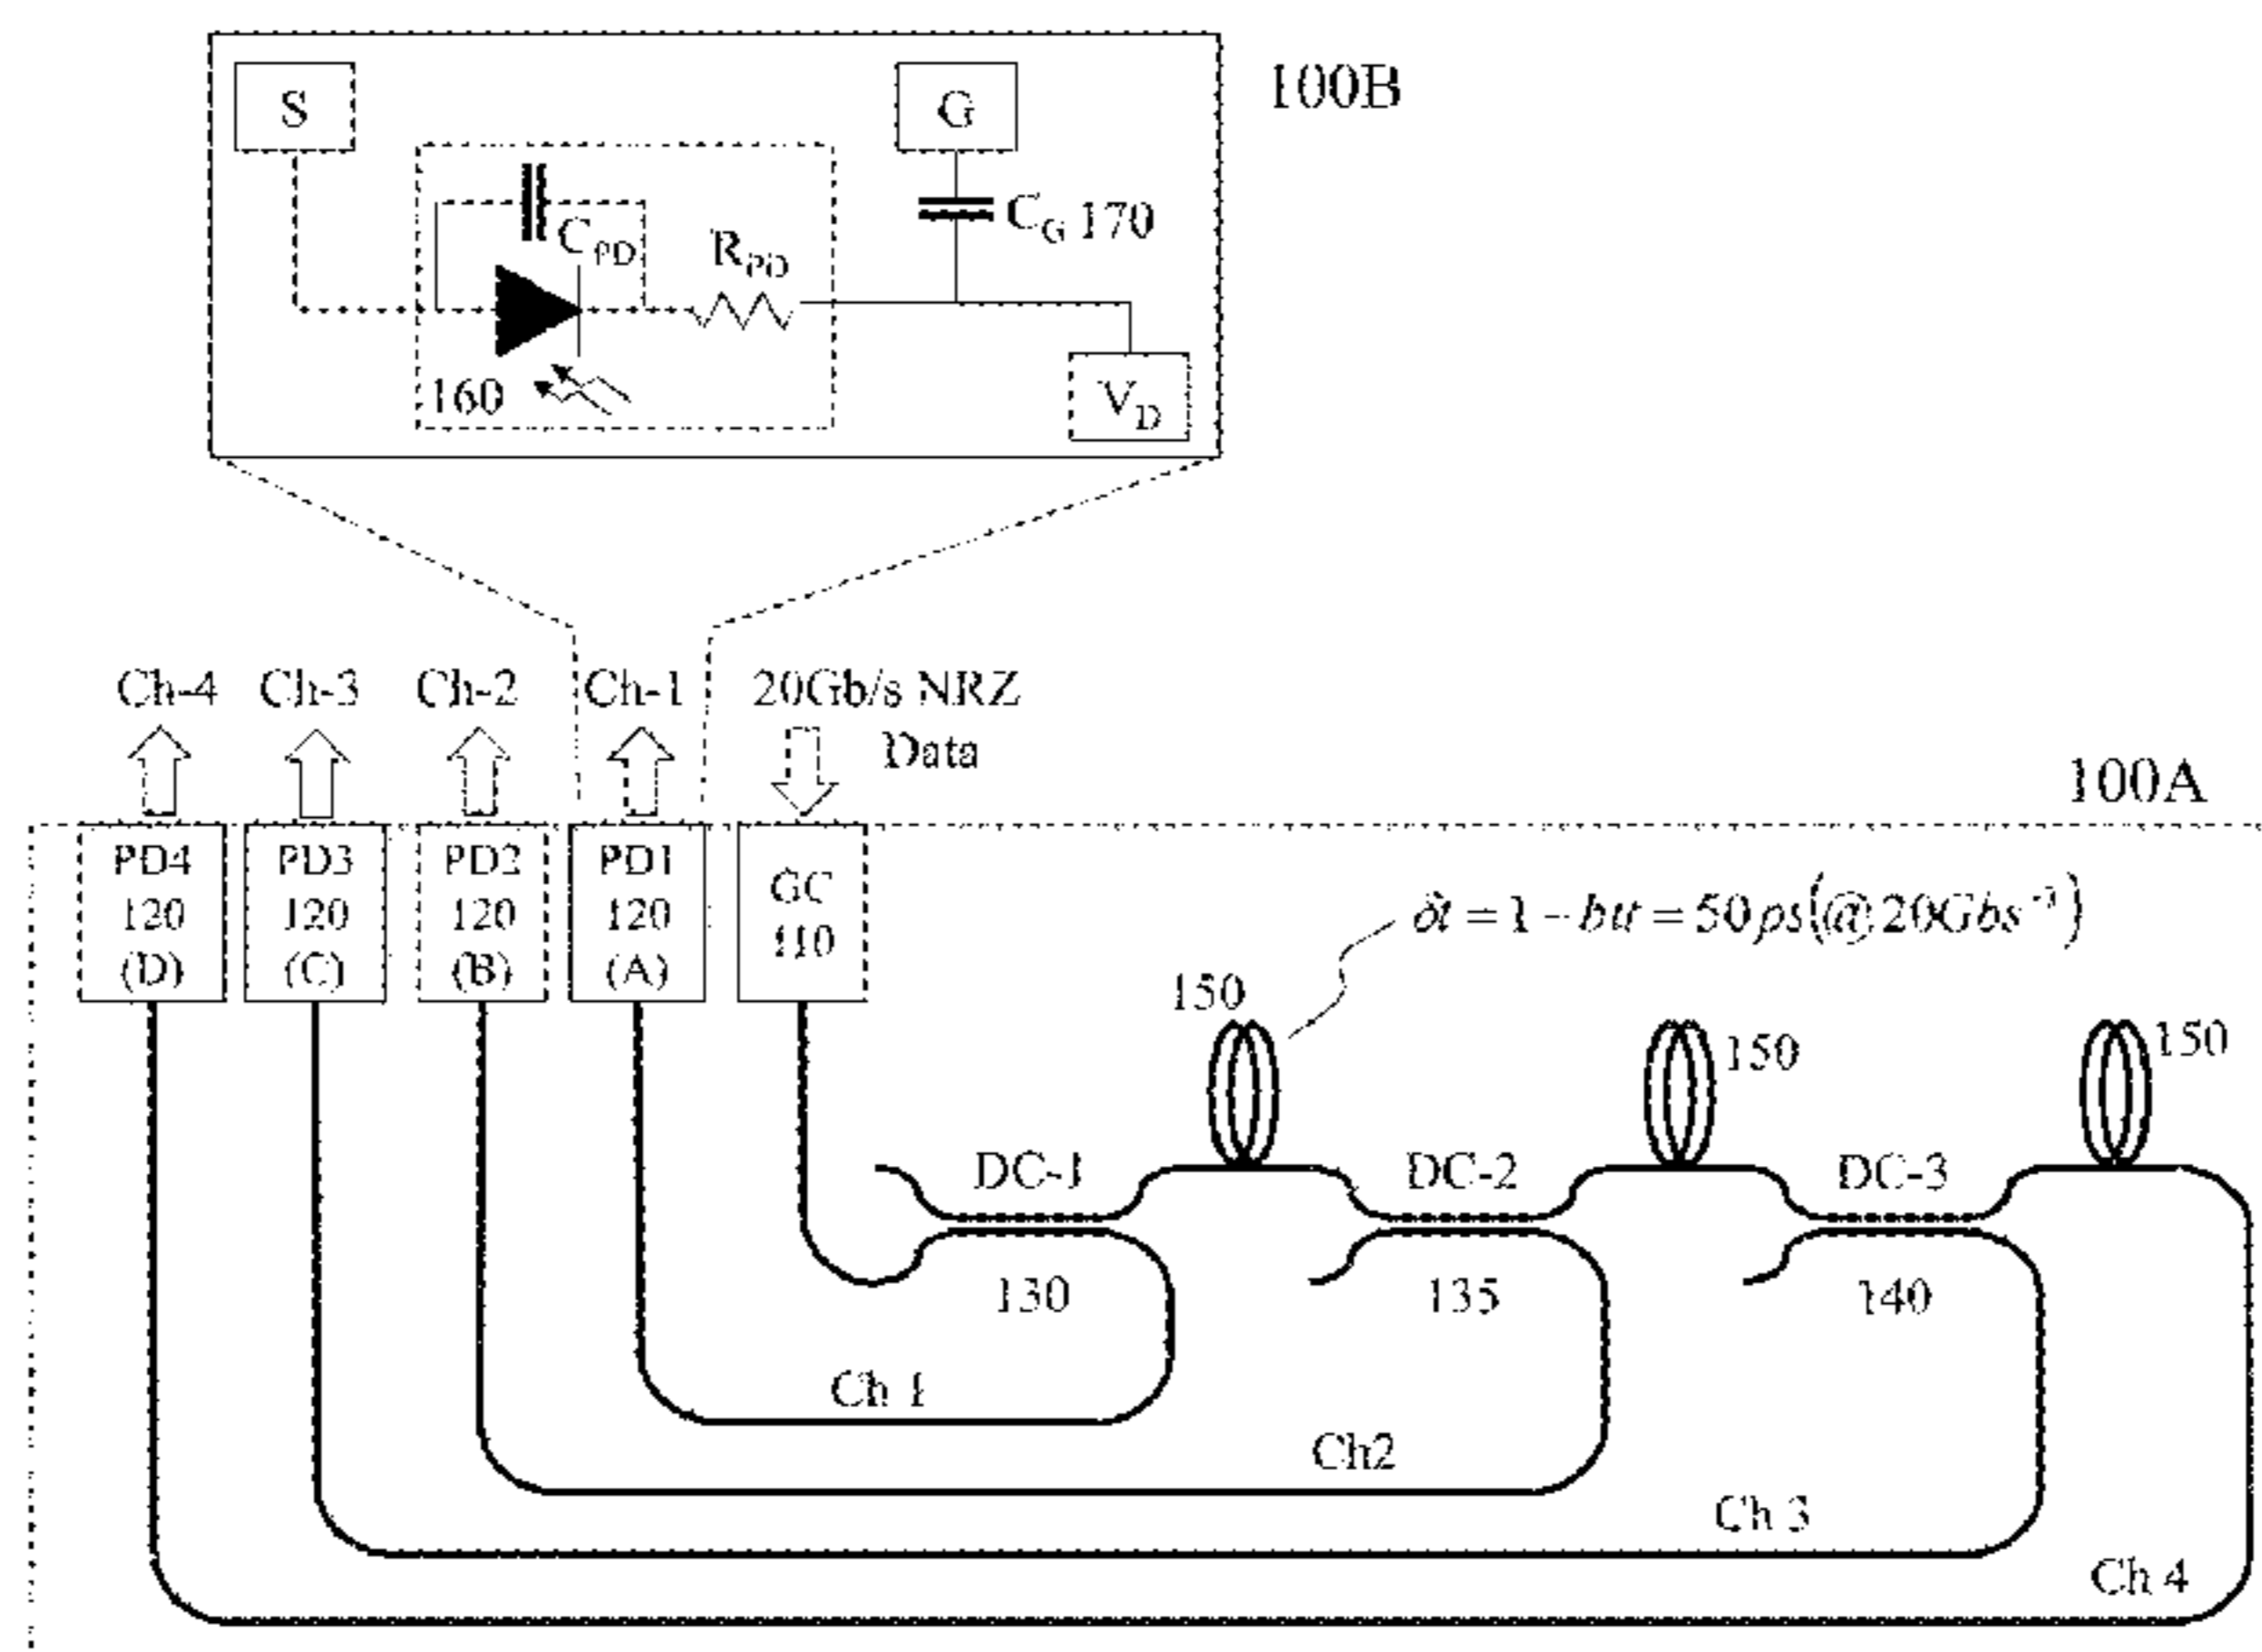 100B
S
G
C_G 170
C_PD
R_PD
160
V_D
Ch-4 Ch-3 Ch-2 Ch-1 20Gb/s NRZ
Data
100A
PD4
120
(D)
PD3
120
(C)
PD2
120
(B)
PD1
120
(A)
GC
110
δt = 1 - bit = 50 ps(@ 20Gbs⁻¹)
150
150
150
DC-1
DC-2
DC-3
130
135
140
Ch 1
Ch2
Ch 3
Ch 4